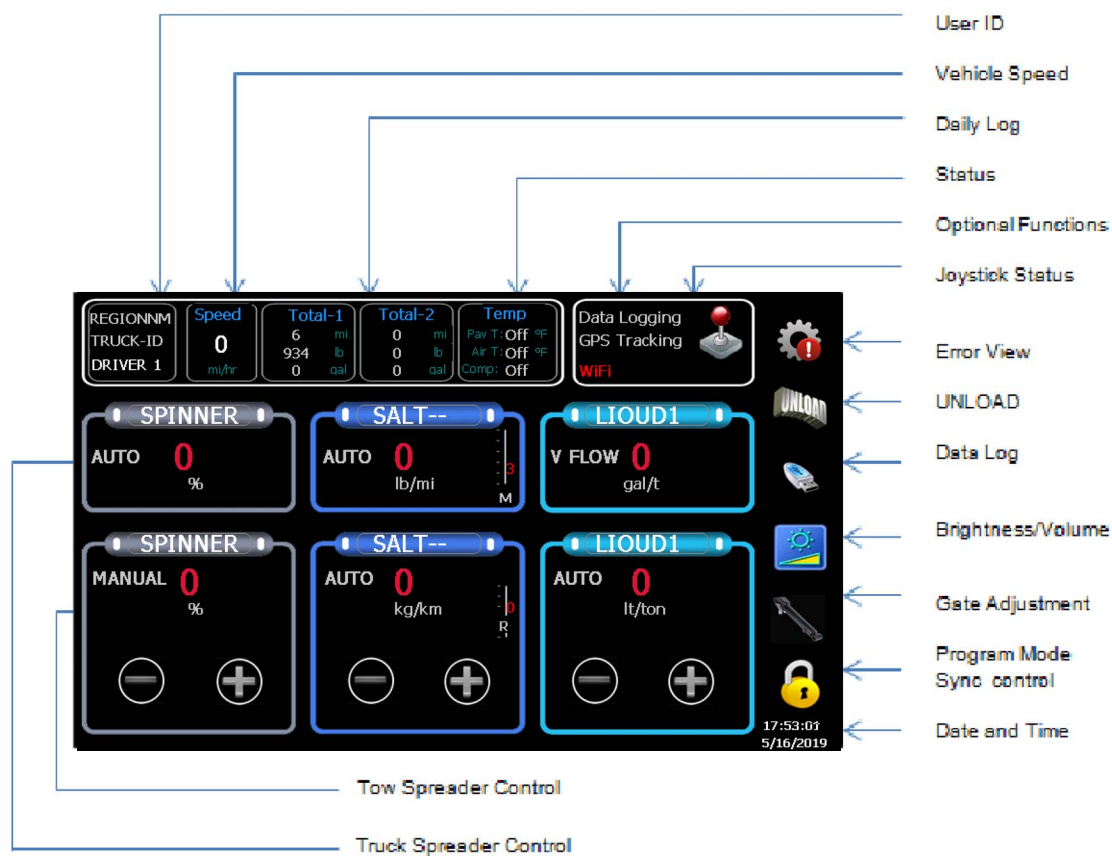 User ID
Vehicle Speed
Daily Log
Status
Optional Functions
Joystick Status
REGIONNM
TRUCK-ID
DRIVER 1
Speed
0
mi/hr
Total-1
6 mi
934 lb
0 gal
Total-2
0 mi
0 lb
0 gal
Temp
Pav T: Off °F
Air T: Off °F
Comp: Off
Data Logging
GPS Tracking
WiFi
Error View
UNLOAD
UNLOAD
Data Log
Brightness/Volume
Gate Adjustment
Program Mode
Sync control
Date and Time
SPINNER
AUTO 0
%
SALT--
AUTO 0
lb/mi
3
M
LIOUD1
V FLOW 0
gal/t
SPINNER
MANUAL 0
%
SALT--
AUTO 0
kg/km
0
R
LIOUD1
AUTO 0
lt/ton
17:53:01
5/16/2019
Tow Spreader Control
Truck Spreader Control